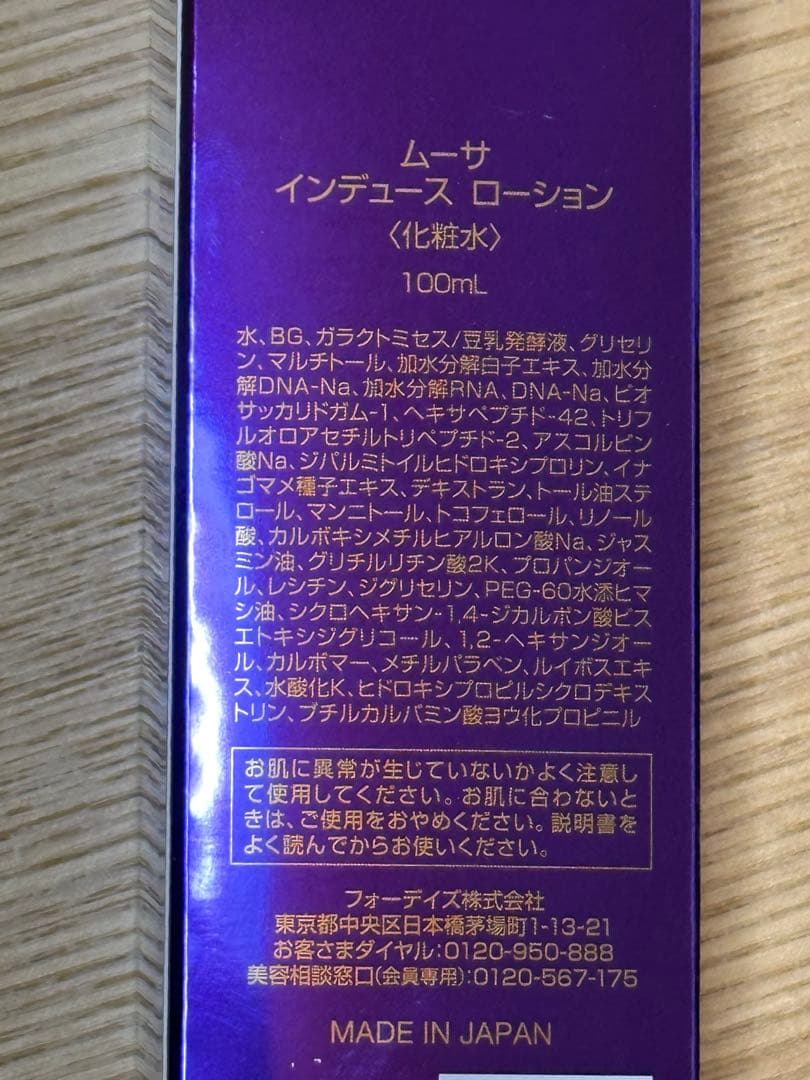 ムーサ
インデュース ローション
〈化粧水〉
100mL
水、BG、ガラクトミセス/豆乳発酵液、グリセリ
ン、マルチトール、加水分解白子エキス、加水分
解DNA-Na、加水分解RNA、DNA-Na、ビオ
サッカリドガム-1、ヘキサペプチド-42、トリフ
ルオロアセチルトリペプチド-2、アスコルビン
酸Na、ジパルミトイルヒドロキシプロリン、イナ
ゴマメ種子エキス、デキストラン、トール油ステ
ロール、マンニトール、トコフェロール、リノール
酸、カルボキシメチルヒアルロン酸Na、ジャス
ミン油、グリチルリチン酸2K、プロパンジオー
ル、レシチン、ジグリセリン、PEG-60水添ヒマ
シ油、シクロヘキサン-1,4-ジカルボン酸ビス
エトキシジグリコール、1,2-ヘキサンジオー
ル、カルボマー、メチルパラベン、ルイボスエキ
ス、水酸化K、ヒドロキシプロピルシクロデキス
トリン、ブチルカルバミン酸ヨウ化プロピニル
お肌に異常が生じていないかよく注意し
て使用してください。お肌に合わないと
きは、ご使用をおやめください。説明書を
よく読んでからお使いください。
フォーデイズ株式会社
東京都中央区日本橋茅場町1-13-21
お客さまダイヤル:0120-950-888
美容相談窓口(会員専用):0120-567-175
MADE IN JAPAN